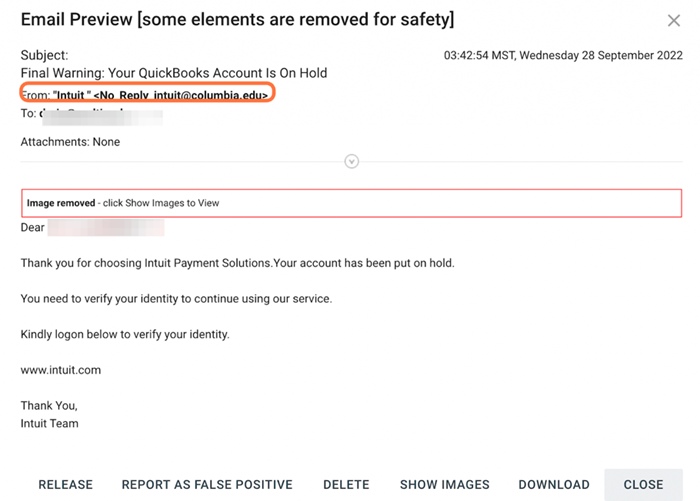 Email Preview [some elements are removed for safety]
Subject:
03:42:54 MST, Wednesday 28 September 2022
Final Warning: Your QuickBooks Account Is On Hold
From: "Intuit " <No_Reply_intuit@columbia.edu>
To:
Attachments: None
Image removed - click Show Images to View
Dear
Thank you for choosing Intuit Payment Solutions.Your account has been put on hold.
You need to verify your identity to continue using our service.
Kindly logon below to verify your identity.
www.intuit.com
Thank You,
Intuit Team
RELEASE REPORT AS FALSE POSITIVE DELETE SHOW IMAGES DOWNLOAD CLOSE